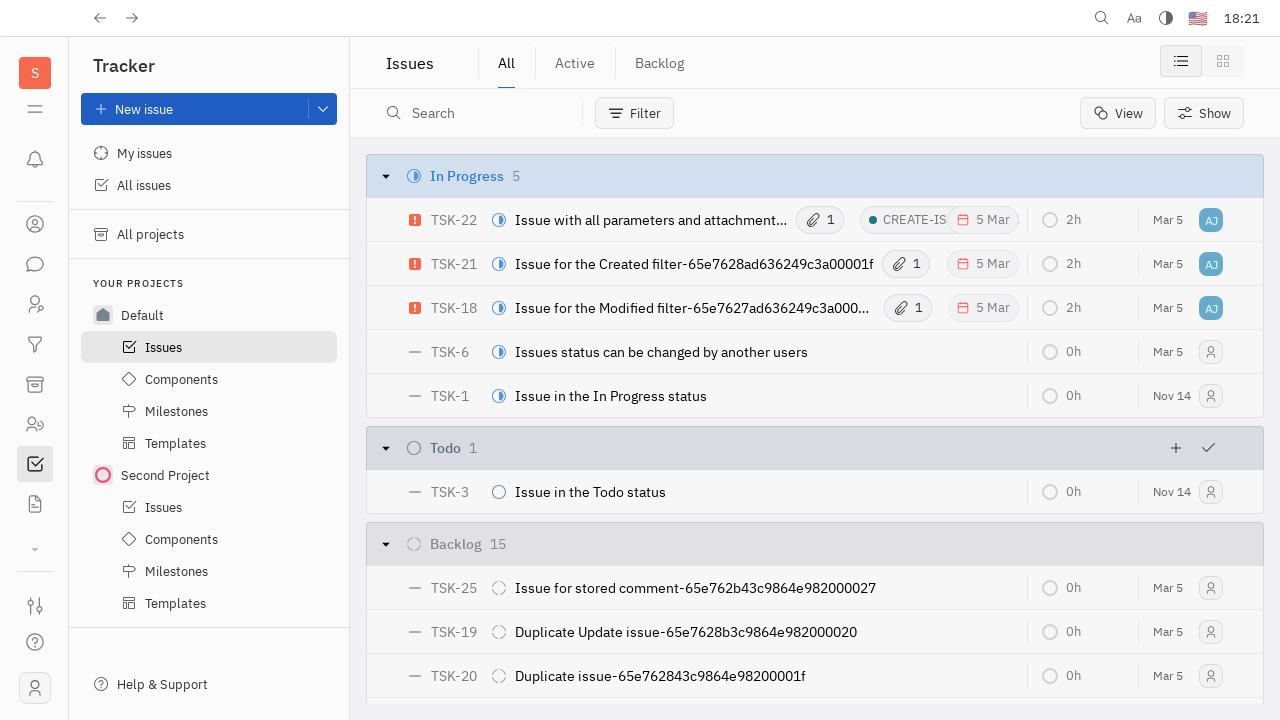 Aa
18:21
S
Tracker
New issue
My issues
All issues
All projects
YOUR PROJECTS
Default
Issues
Components
Milestones
Templates
Second Project
Issues
Components
Milestones
Templates
Help & Support
Issues
All
Active
Backlog
Search
Filter
View
Show
In Progress 5
TSK-22 Issue with all parameters and attachment... 1 CREATE-IS 5 Mar 2h Mar 5 AJ
TSK-21 Issue for the Created filter-65e7628ad636249c3a00001f 1 5 Mar 2h Mar 5 AJ
TSK-18 Issue for the Modified filter-65e7627ad636249c3a000... 1 5 Mar 2h Mar 5 AJ
TSK-6 Issues status can be changed by another users 0h Mar 5
TSK-1 Issue in the In Progress status 0h Nov 14
Todo 1
TSK-3 Issue in the Todo status 0h Nov 14
Backlog 15
TSK-25 Issue for stored comment-65e762b43c9864e982000027 0h Mar 5
TSK-19 Duplicate Update issue-65e7628b3c9864e982000020 0h Mar 5
TSK-20 Duplicate issue-65e762843c9864e98200001f 0h Mar 5